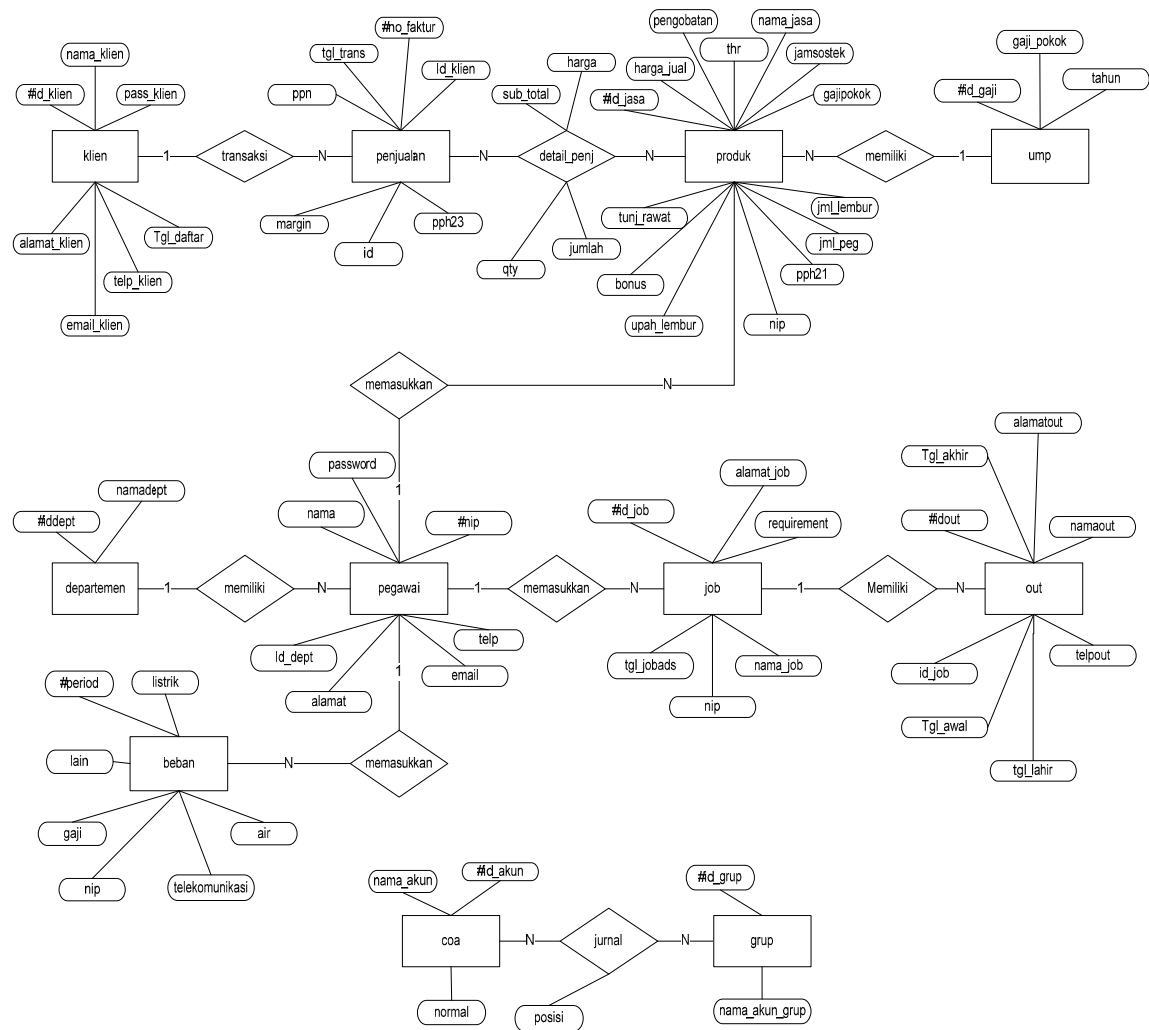 pengobatan
nama_jasa
#no_faktur
gaji_pokok
nama_klien
tgl_trans
thr
harga
jamsostek
Id_klien
harga_jual
tahun
#id_klien
pass_klien
ppn
sub_total
#id_jasa
gajipokok
#id_gaji
klien
1
transaksi
N
penjualan
N
detail_penj
N
produk
N
memiliki
1
ump
alamat_klien
Tgl_daftar
margin
pph23
tunj_rawat
jml_lembur
telp_klien
id
jumlah
jml_peg
qty
bonus
pph21
email_klien
upah_lembur
nip
memasukkan
N
1
alamatout
password
alamat_job
Tgl_akhir
namadept
nama
#id_job
#iddept
#nip
requirement
#idout
namaout
departemen
1
memiliki
N
pegawai
1
memasukkan
N
job
1
Memiliki
N
out
telp
Id_dept
email
tgl_jobads
nama_job
telpout
id_job
alamat
nip
1
Tgl_awal
tgl_lahir
#period
listrik
lain
beban
N
memasukkan
gaji
air
nip
telekomunikasi
nama_akun
#id_akun
#id_grup
coa
N
jurnal
N
grup
normal
posisi
nama_akun_grup